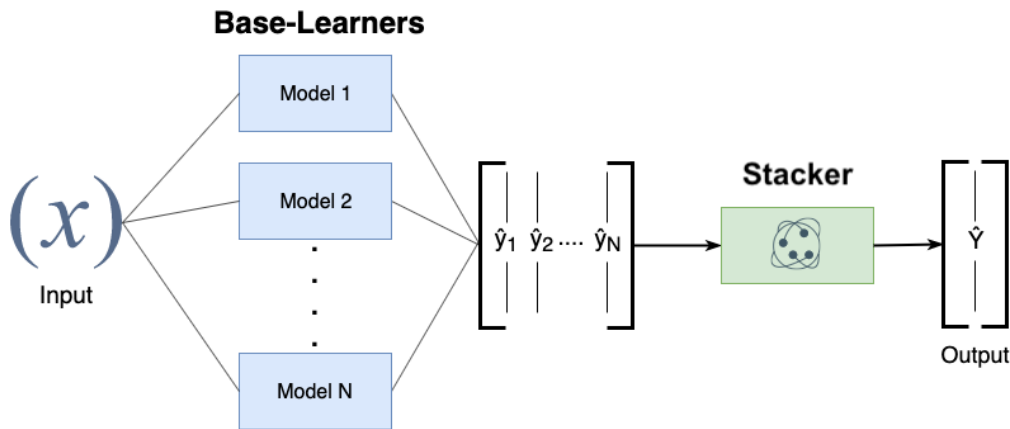 Base-Learners
Model 1
Model 2
Model N
(x)
Input
ŷ1 ŷ2 .... ŷN
Stacker
Ŷ
Output